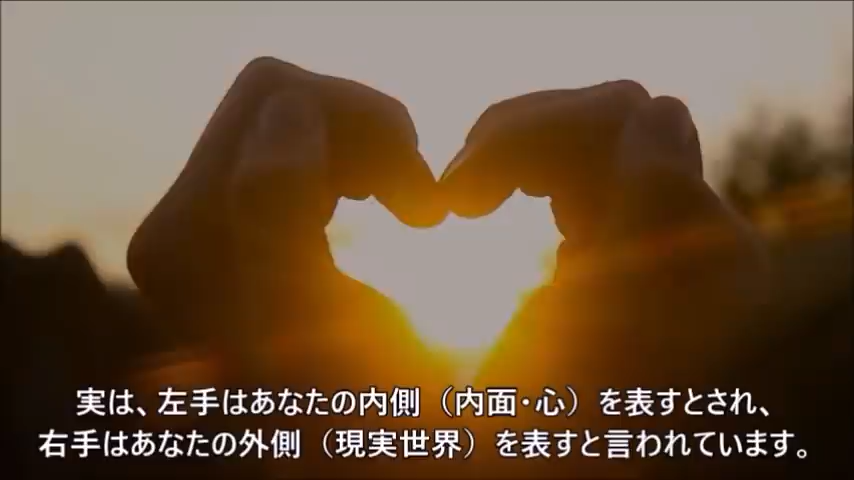 実は、左手はあなたの内側（内面・心）を表すとされ、
右手はあなたの外側（現実世界）を表すと言われています。